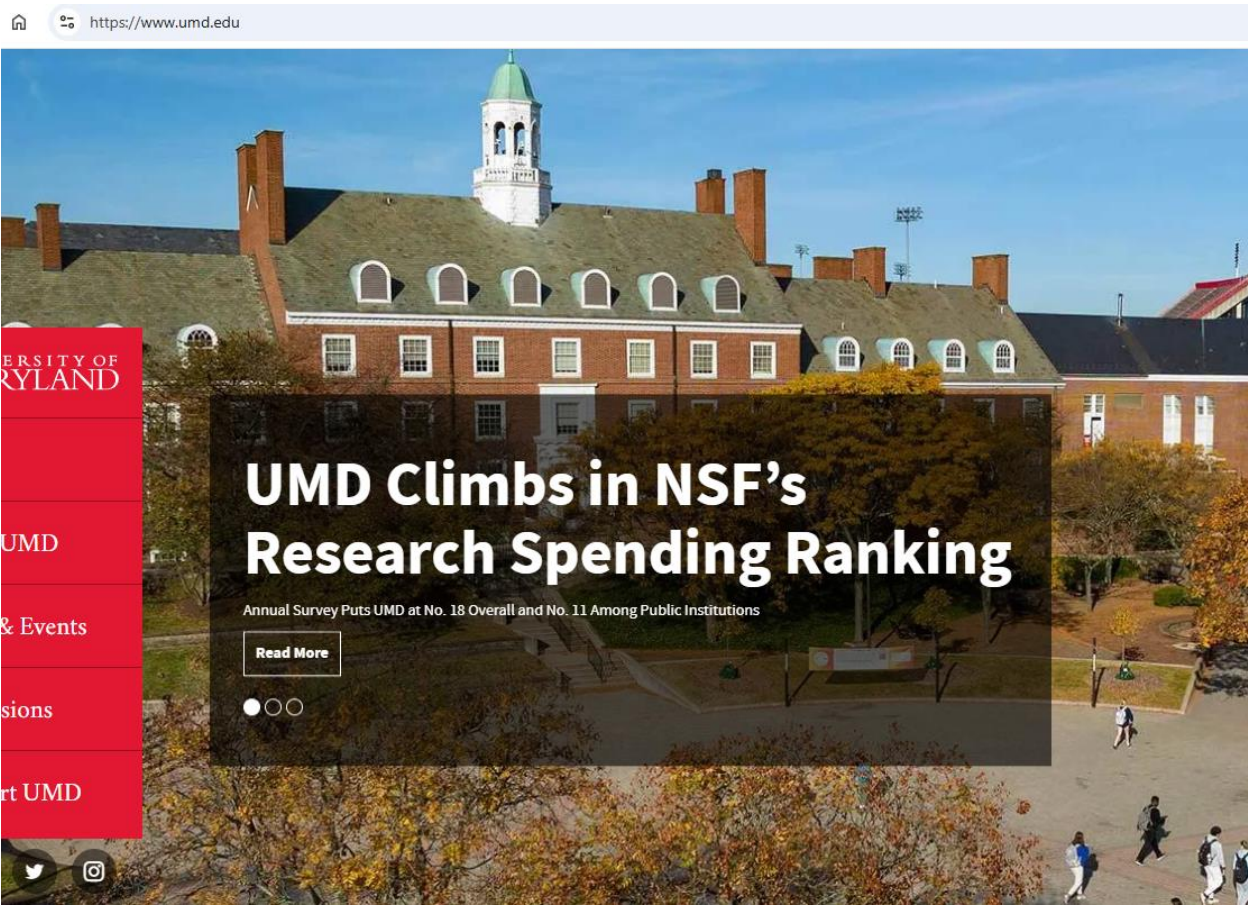 https://www.umd.edu
ERSITY OF
RYLAND
UMD
& Events
sions
rt UMD
UMD Climbs in NSF’s
Research Spending Ranking
Annual Survey Puts UMD at No. 18 Overall and No. 11 Among Public Institutions
Read More